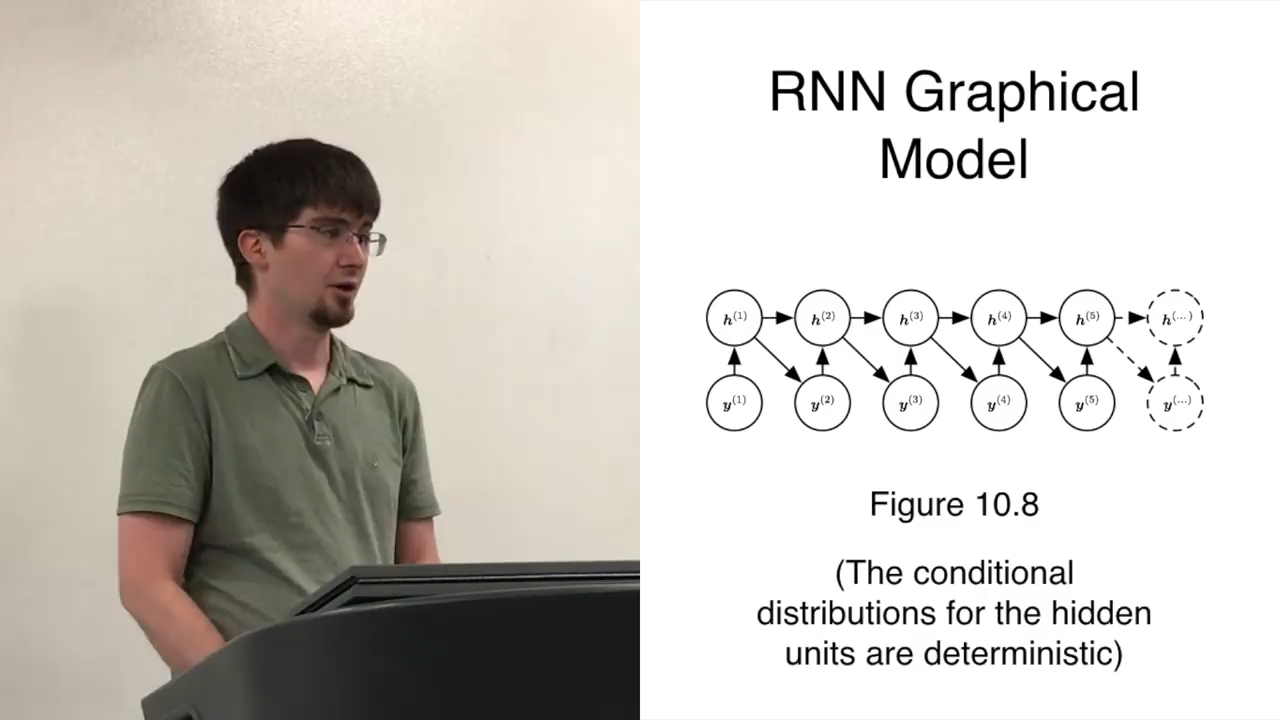 RNN Graphical
Model
h(1) h(2) h(3) h(4) h(5) h(...)
y(1) y(2) y(3) y(4) y(5) y(...)
Figure 10.8
(The conditional
distributions for the hidden
units are deterministic)